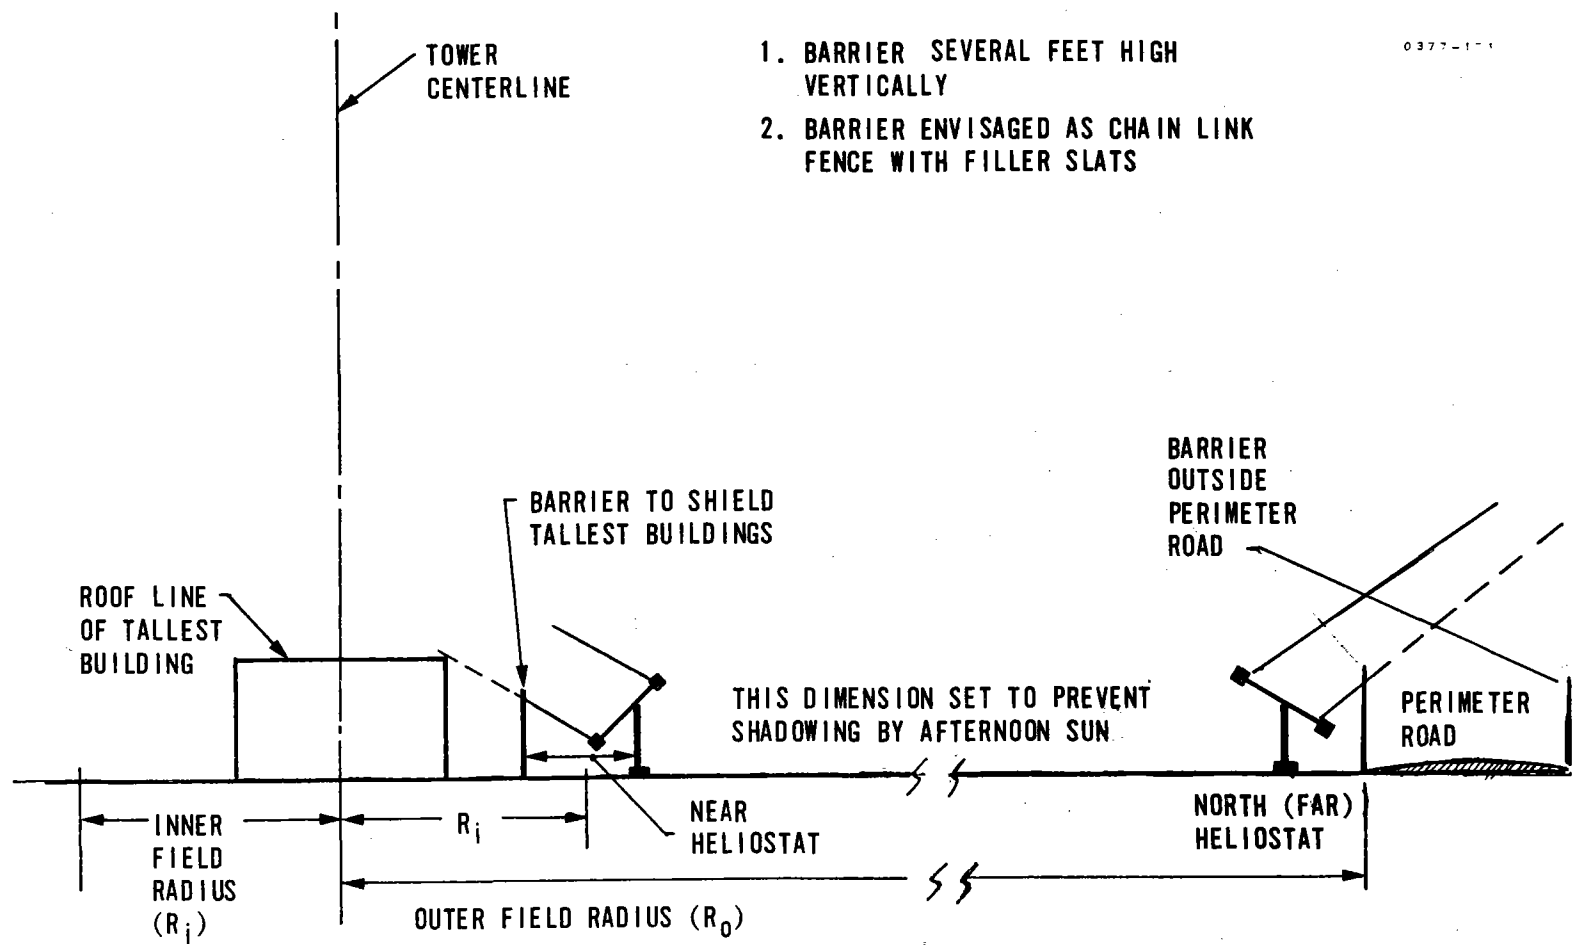 TOWER
CENTERLINE
1. BARRIER SEVERAL FEET HIGH
VERTICALLY
2. BARRIER ENVISAGED AS CHAIN LINK
FENCE WITH FILLER SLATS
BARRIER
OUTSIDE
PERIMETER
ROAD
BARRIER TO SHIELD
TALLEST BUILDINGS
ROOF LINE
OF TALLEST
BUILDING
THIS DIMENSION SET TO PREVENT
SHADOWING BY AFTERNOON SUN
PERIMETER
ROAD
INNER
FIELD
RADIUS
(Ri)
Ri
NEAR
HELIOSTAT
NORTH (FAR)
HELIOSTAT
OUTER FIELD RADIUS (R0)